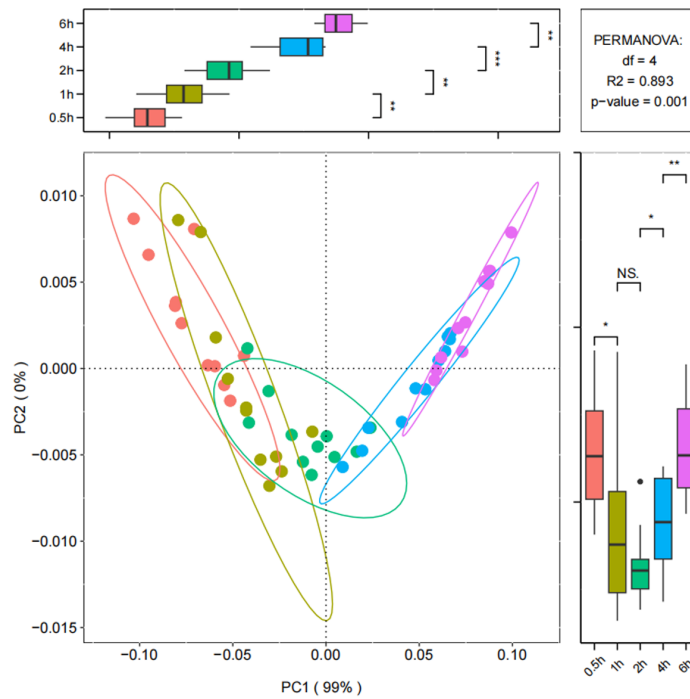 6h
4h
2h
1h
0.5h
**
***
**
**
PERMANOVA:
df = 4
R2 = 0.893
p-value = 0.001
0.010
0.005
0.000
−0.005
−0.010
−0.015
PC2 ( 0% )
−0.10
−0.05
0.00
0.05
0.10
PC1 ( 99% )
**
*
NS.
*
0.5h
1h
2h
4h
6h